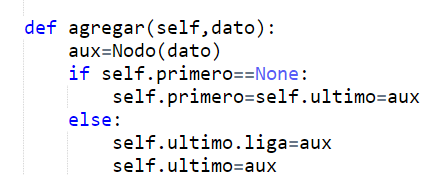 def agregar(self,dato):
    aux=Nodo(dato)
    if self.primero==None:
        self.primero=self.ultimo=aux
    else:
        self.ultimo.liga=aux
        self.ultimo=aux